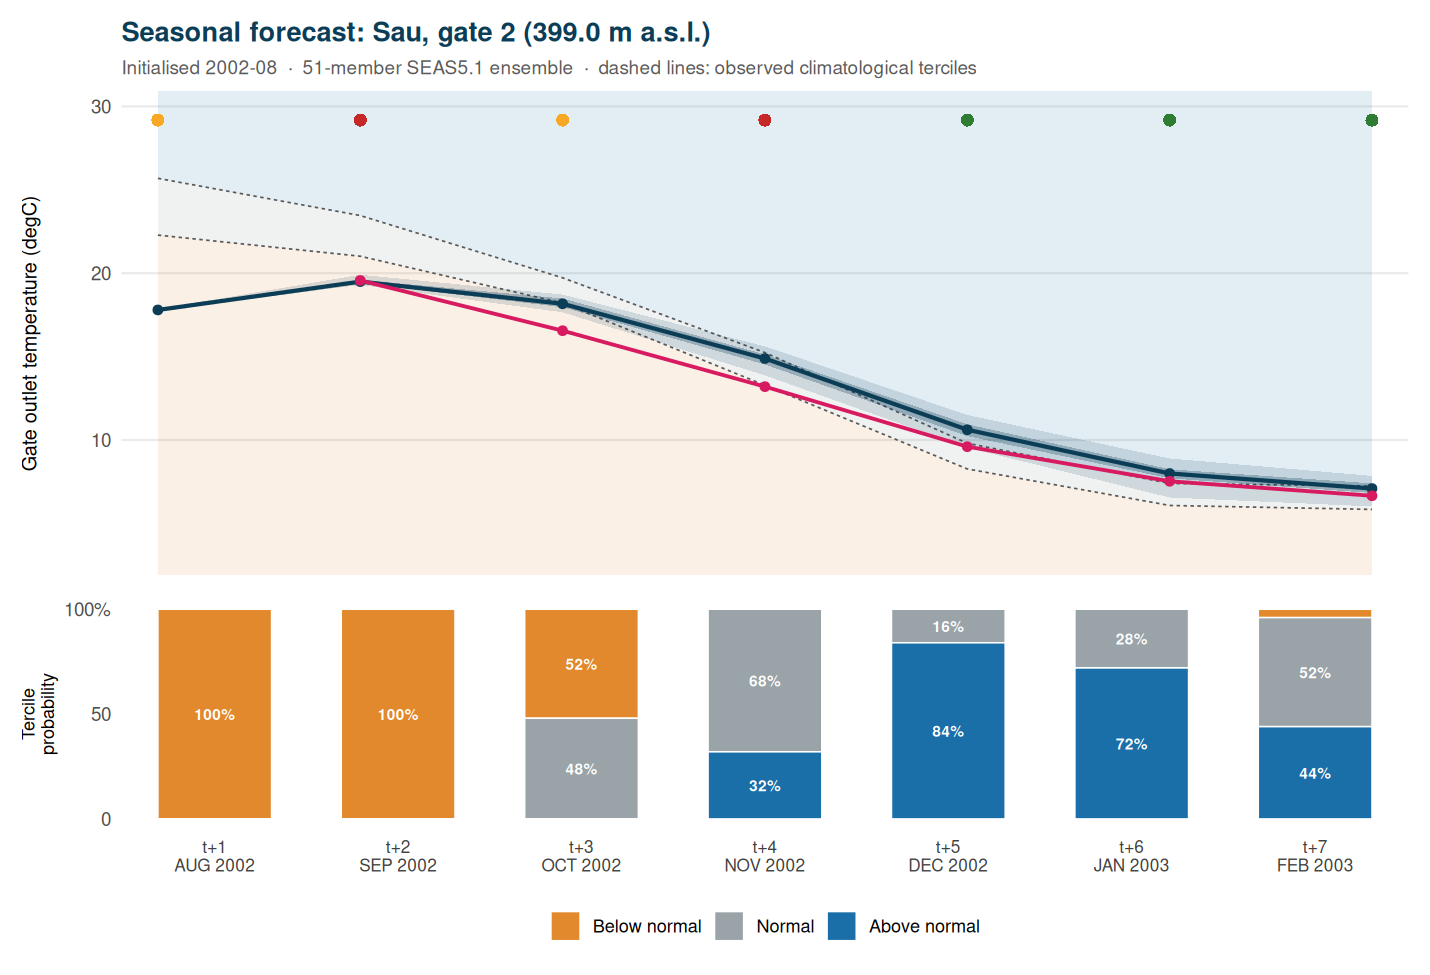 Seasonal forecast: Sau, gate 2 (399.0 m a.s.l.)
Initialised 2002-08 · 51-member SEAS5.1 ensemble · dashed lines: observed climatological terciles
Gate outlet temperature (degC)
30
20
10
Tercile
probability
100%
50
0
100%
100%
52%
48%
68%
32%
16%
84%
28%
72%
52%
44%
t+1
AUG 2002
t+2
SEP 2002
t+3
OCT 2002
t+4
NOV 2002
t+5
DEC 2002
t+6
JAN 2003
t+7
FEB 2003
Below normal
Normal
Above normal